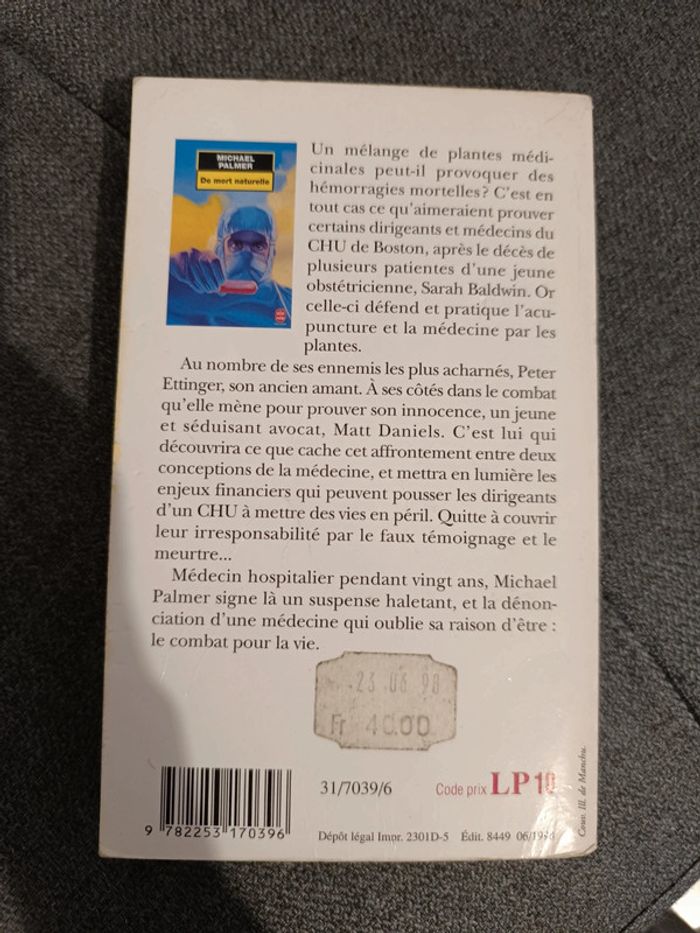 MICHAEL
PALMER
De mort naturelle
Un mélange de plantes médi-
cinales peut-il provoquer des
hémorragies mortelles? C'est en
tout cas ce qu'aimeraient prouver
certains dirigeants et médecins du
CHU de Boston, après le décès de
plusieurs patientes d'une jeune
obstétricienne, Sarah Baldwin. Or
celle-ci défend et pratique l'acu-
puncture et la médecine par les
plantes.
Au nombre de ses ennemis les plus acharnés, Peter
Ettinger, son ancien amant. À ses côtés dans le combat
qu'elle mène pour prouver son innocence, un jeune
et séduisant avocat, Matt Daniels. C'est lui qui
découvrira ce que cache cet affrontement entre deux
conceptions de la médecine, et mettra en lumière les
enjeux financiers qui peuvent pousser les dirigeants
d'un CHU à mettre des vies en péril. Quitte à couvrir
leur irresponsabilité par le faux témoignage et le
meurtre...
Médecin hospitalier pendant vingt ans, Michael
Palmer signe là un suspense haletant, et la dénon-
ciation d'une médecine qui oublie sa raison d'être :
le combat pour la vie.
23 06 98
Fr 40.00
31/7039/6
Code prix LP 10
9 782253 170396
Dépôt légal Impr. 2301D-5 Édit. 8449 06/1998
Couv. Ill. de Manchu.